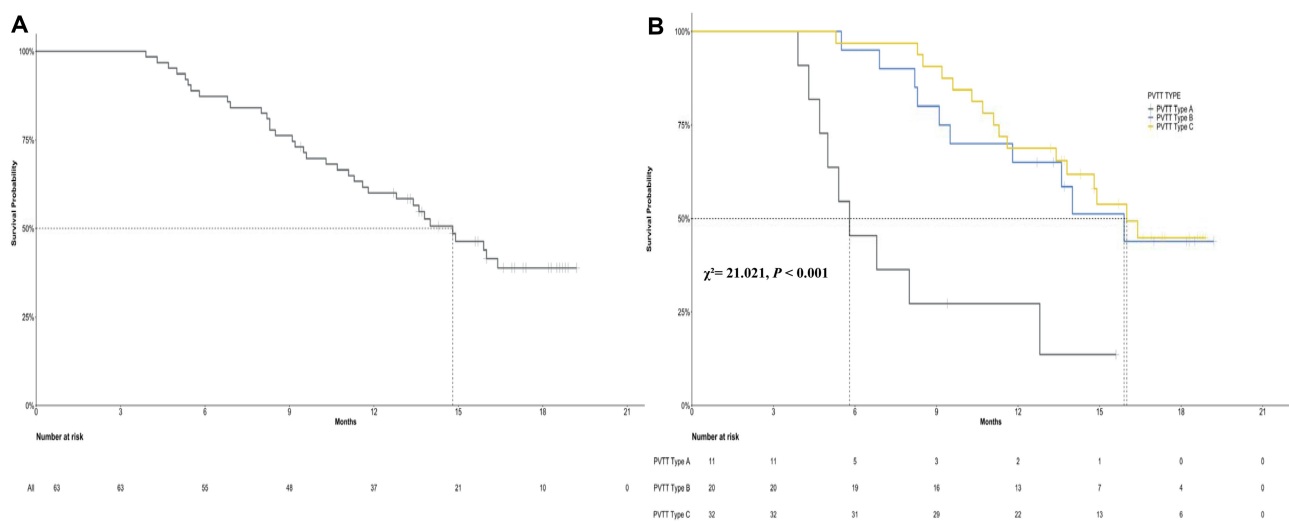 A
Survival Probability
100%
75%
50%
25%
0%
0 3 6 9 12 15 18 21
Months
Number at risk
All 63 63 55 48 37 21 10 0
B
Survival Probability
100%
75%
50%
25%
0%
PVTT TYPE
PVTT Type A
PVTT Type B
PVTT Type C
χ²= 21.021, P < 0.001
0 3 6 9 12 15 18 21
Months
Number at risk
PVTT Type A 11 11 5 3 2 1 0 0
PVTT Type B 20 20 19 16 13 7 4 0
PVTT Type C 32 32 31 29 22 13 6 0